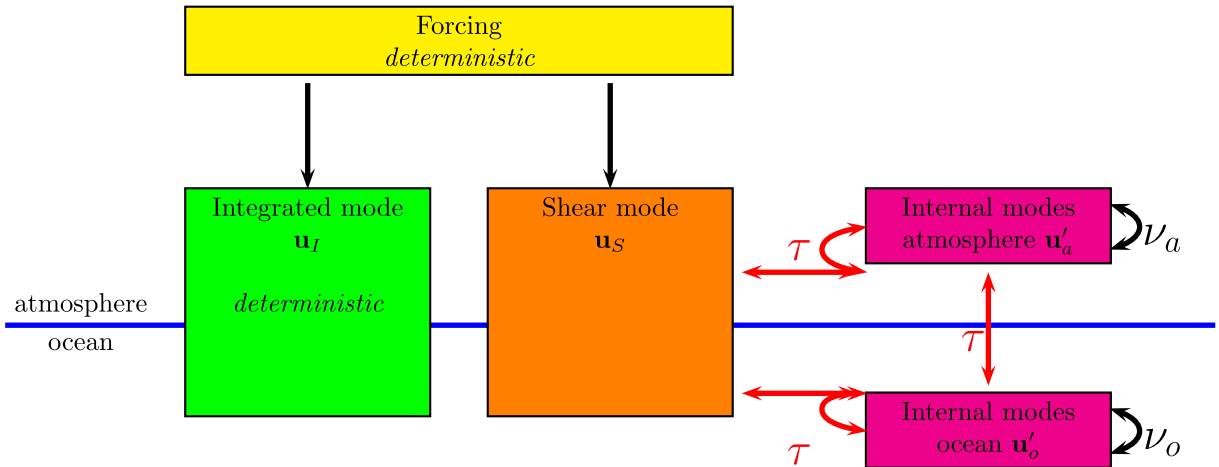 Forcing
deterministic
Integrated mode
u_I
deterministic
Shear mode
u_S
Internal modes
atmosphere u′_a
ν_a
τ
atmosphere
ocean
τ
Internal modes
ocean u′_o
ν_o
τ